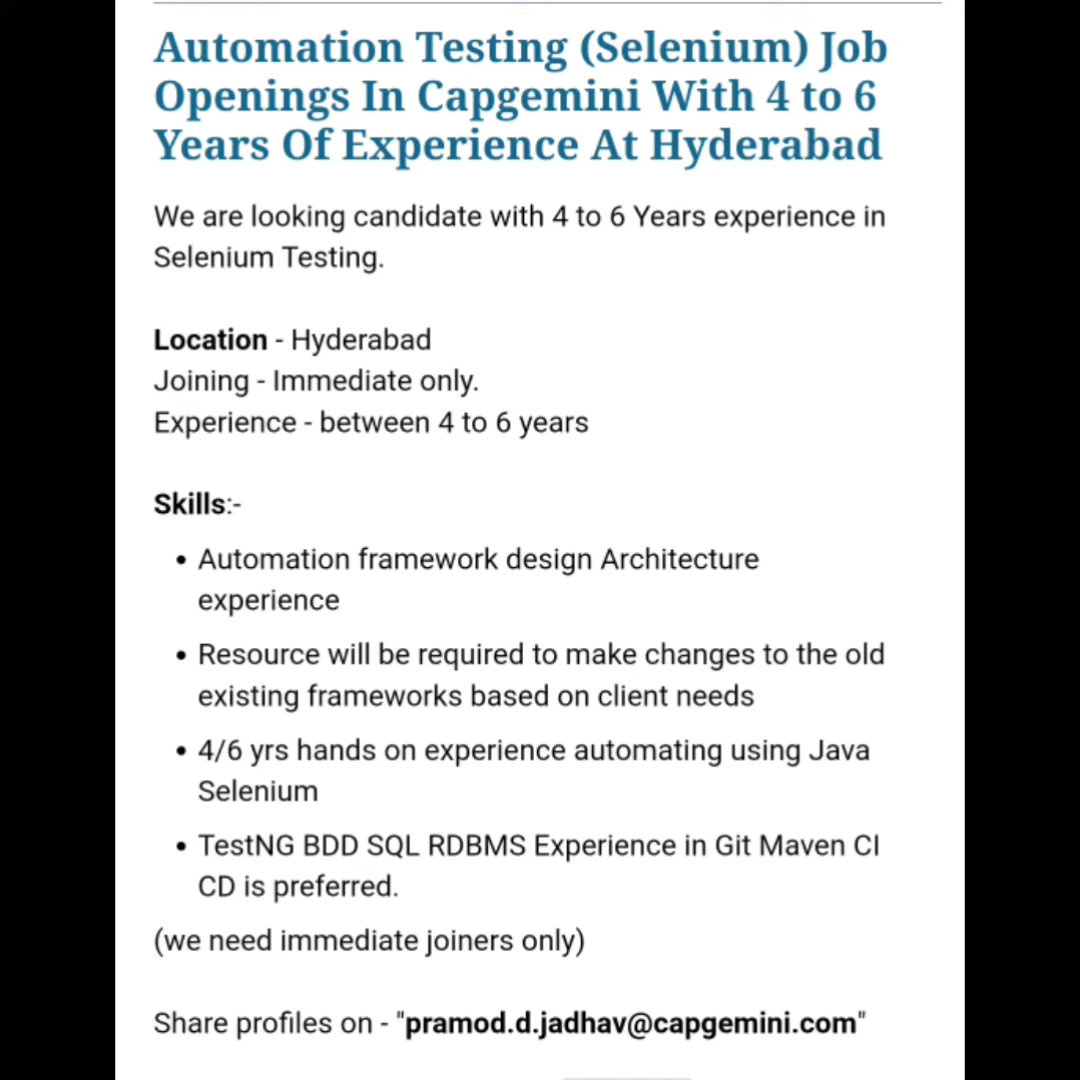 Automation Testing (Selenium) Job
Openings In Capgemini With 4 to 6
Years Of Experience At Hyderabad
We are looking candidate with 4 to 6 Years experience in
Selenium Testing.
Location - Hyderabad
Joining - Immediate only.
Experience - between 4 to 6 years
Skills:-
• Automation framework design Architecture
experience
• Resource will be required to make changes to the old
existing frameworks based on client needs
• 4/6 yrs hands on experience automating using Java
Selenium
• TestNG BDD SQL RDBMS Experience in Git Maven CI
CD is preferred.
(we need immediate joiners only)
Share profiles on - "pramod.d.jadhav@capgemini.com"